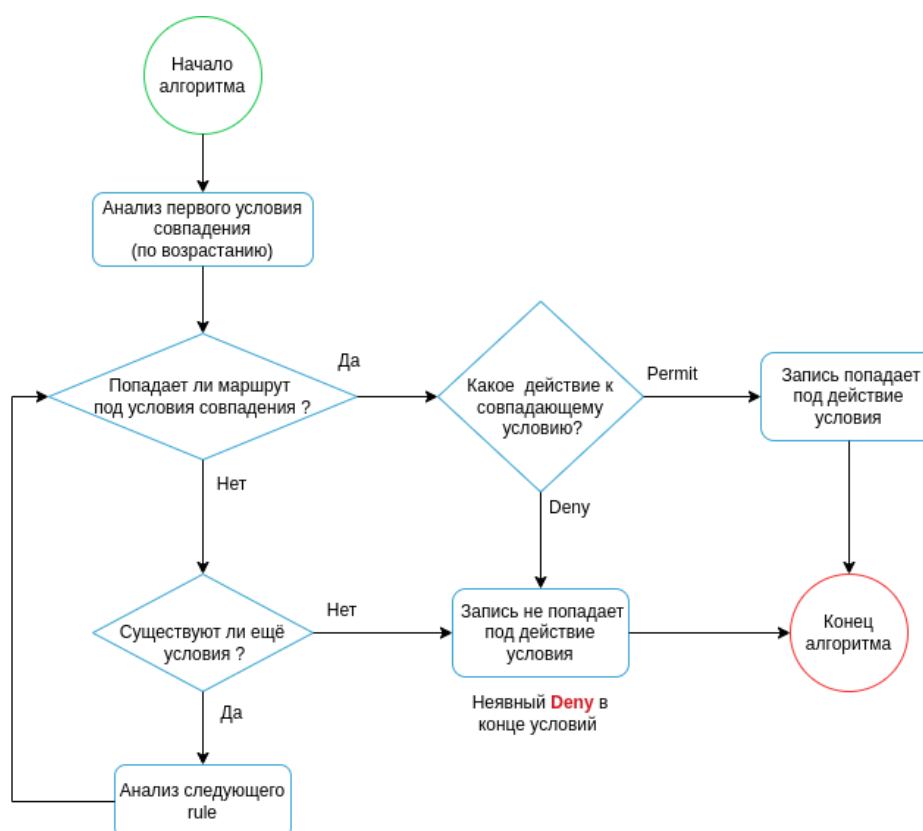 Начало
алгоритма
Анализ первого условия
совпадения
(по возрастанию)
Попадает ли маршрут
под условия совпадения ?
Да
Какое действие к
совпадающему
условию?
Permit
Запись попадает
под действие
условия
Нет
Deny
Существуют ли ещё
условия ?
Нет
Запись не попадает
под действие
условия
Конец
алгоритма
Неявный Deny в
конце условий
Да
Анализ следующего
rule